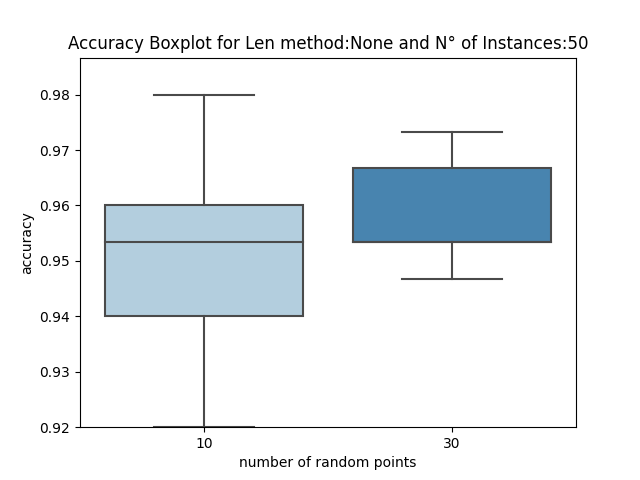 Accuracy Boxplot for Len method:None and N° of Instances:50
0.98
0.97
0.96
0.95
0.94
0.93
0.92
accuracy
10 30
number of random points